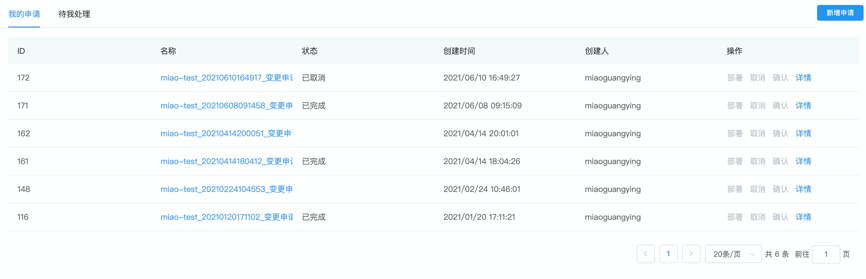 我的申请 待我处理 新增申请
ID 名称 状态 创建时间 创建人 操作
172 miao-test_20210610164917_变更申请 已取消 2021/06/10 16:49:27 miaoguangying 部署 取消 确认 详情
171 miao-test_20210608091458_变更申 已完成 2021/06/08 09:15:09 miaoguangying 部署 取消 确认 详情
162 miao-test_20210414200051_变更申 2021/04/14 20:01:01 miaoguangying 部署 取消 确认 详情
161 miao-test_20210414180412_变更申请 已完成 2021/04/14 18:04:26 miaoguangying 部署 取消 确认 详情
148 miao-test_20210224104553_变更申 2021/02/24 10:46:01 miaoguangying 部署 取消 确认 详情
116 miao-test_20210120171102_变更申请 已完成 2021/01/20 17:11:21 miaoguangying 部署 取消 确认 详情
1 20条/页 共 6 条 前往 1 页